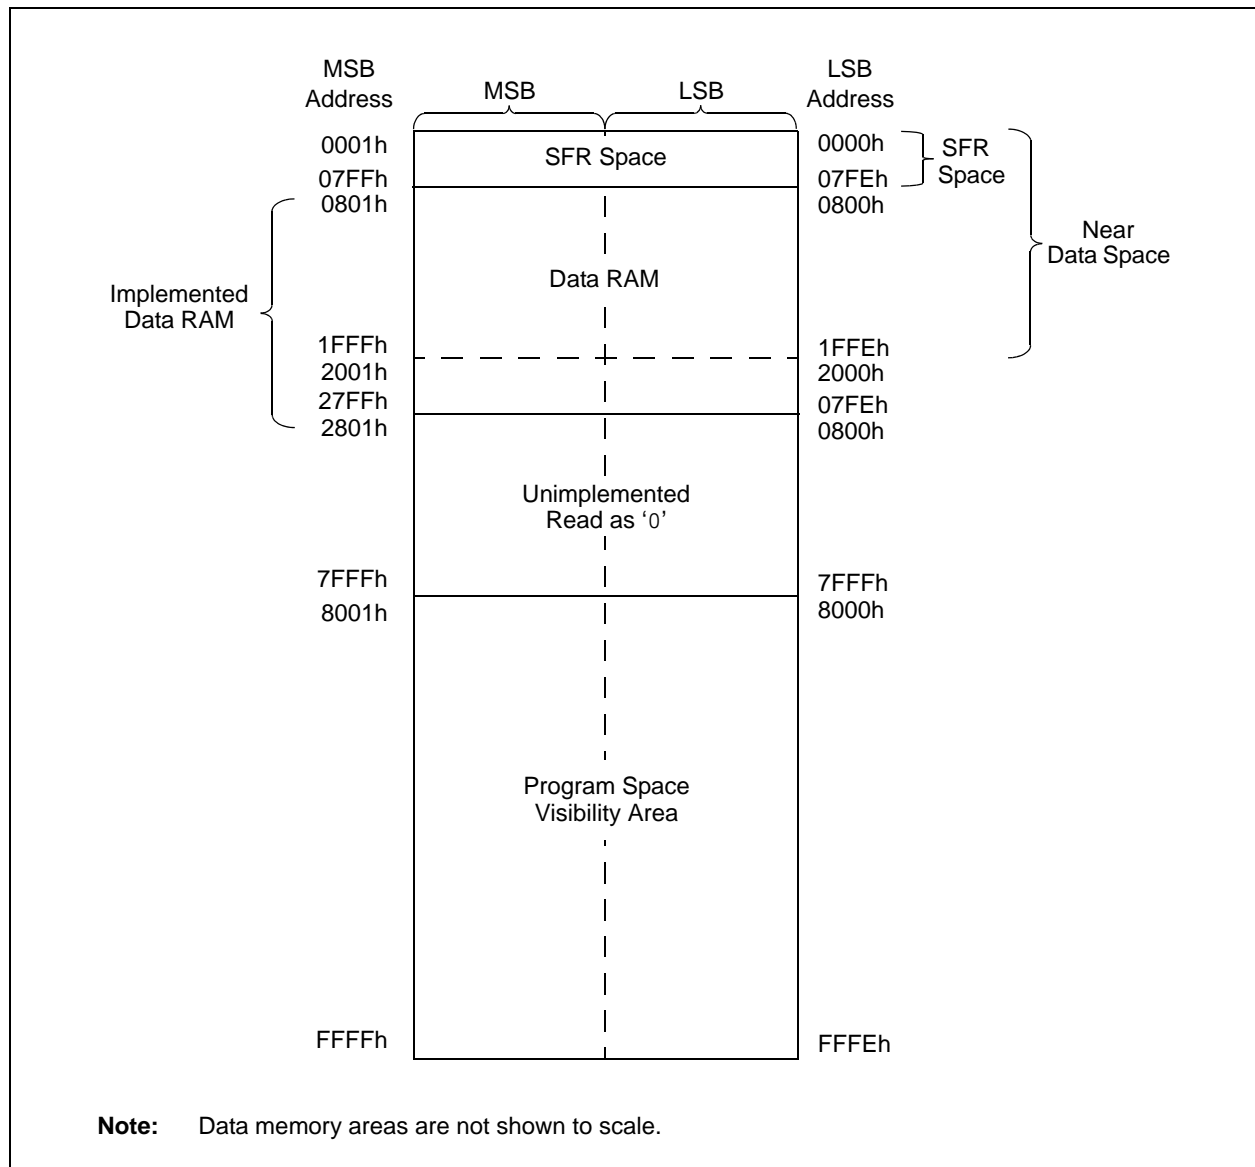 MSB
Address
MSB
LSB
LSB
Address
0001h
SFR Space
0000h
SFR
Space
07FFh
07FEh
0801h
0800h
Near
Data Space
Implemented
Data RAM
Data RAM
1FFFh
1FFEh
2001h
2000h
27FFh
07FEh
2801h
0800h
Unimplemented
Read as ‘0’
7FFFh
7FFFh
8001h
8000h
Program Space
Visibility Area
FFFFh
FFFEh
Note: Data memory areas are not shown to scale.